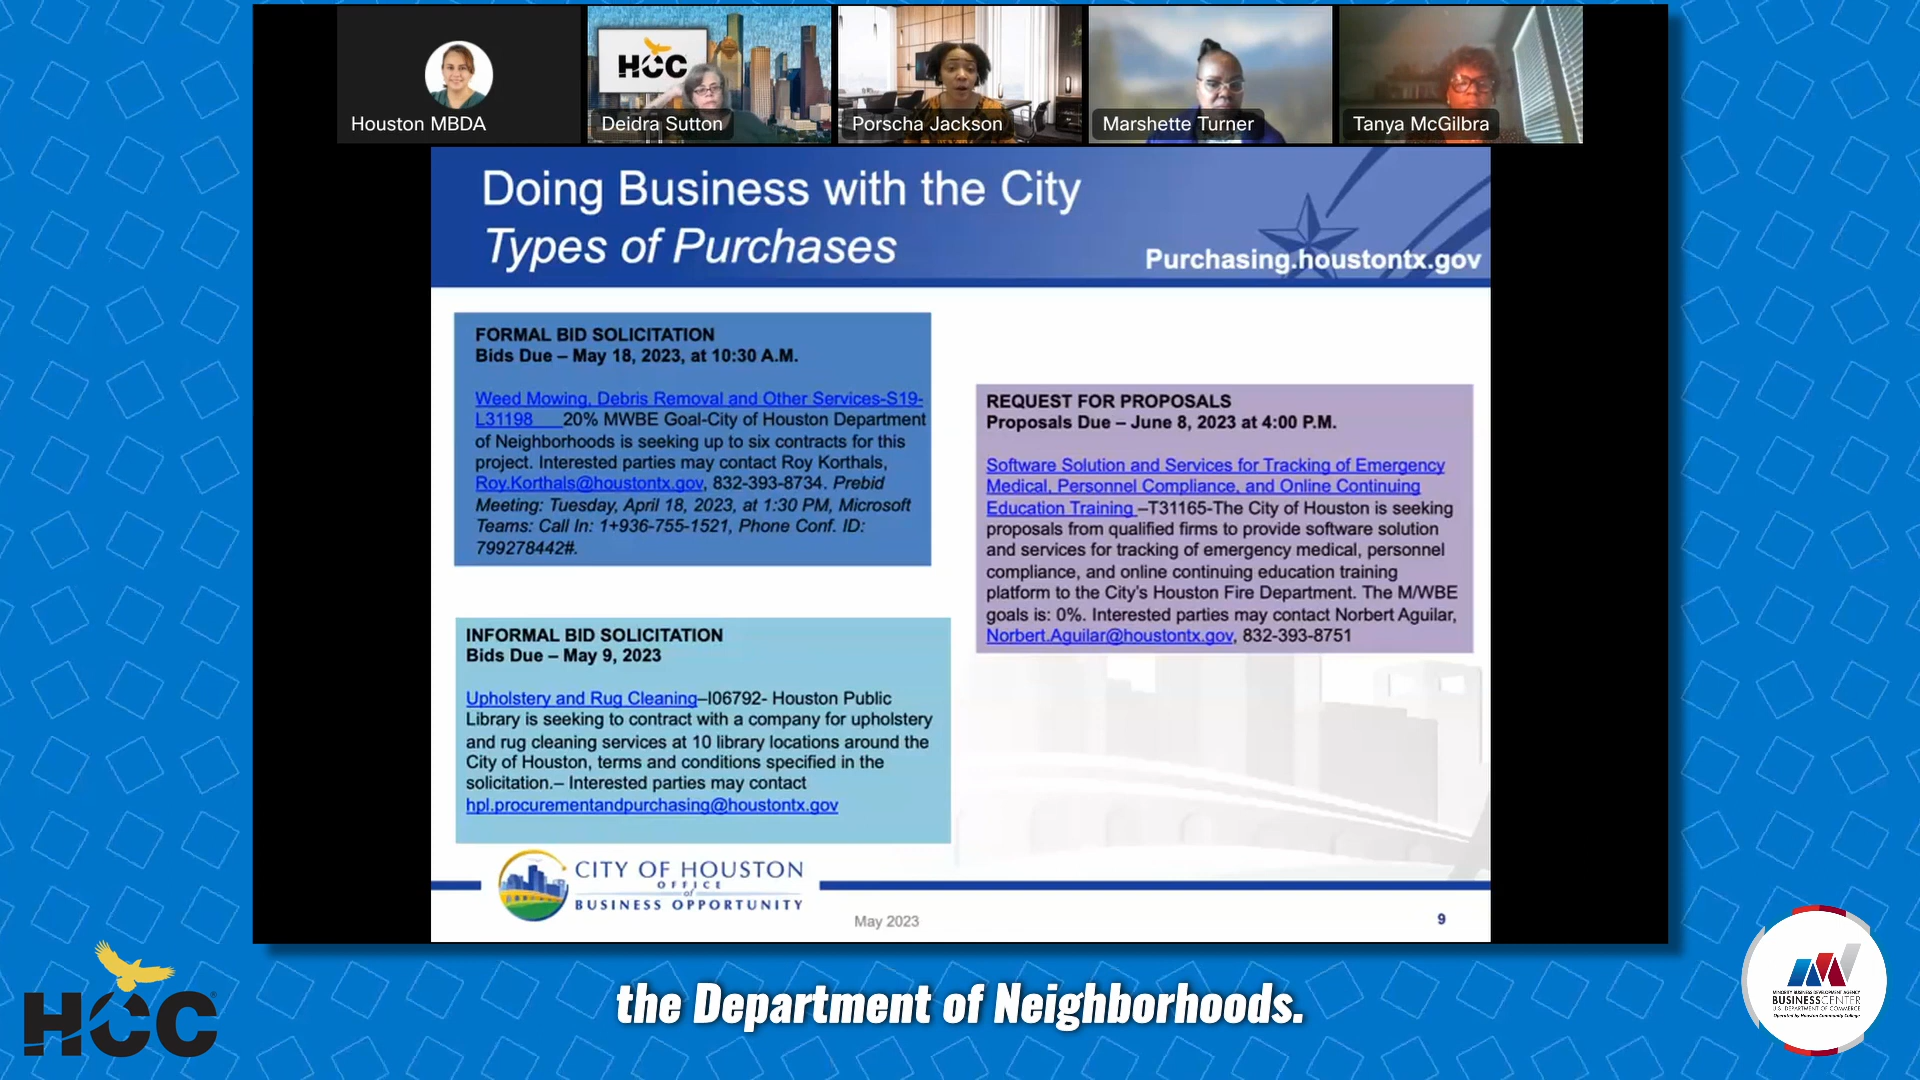 HCC
Houston MBDA
Deidra Sutton
Porscha Jackson
Marshette Turner
Tanya McGilbra
Doing Business with the City
Types of Purchases
Purchasing.houstontx.gov
FORMAL BID SOLICITATION
Bids Due – May 18, 2023, at 10:30 A.M.
Weed Mowing, Debris Removal and Other Services-S19-
L31198 20% MWBE Goal-City of Houston Department
of Neighborhoods is seeking up to six contracts for this
project. Interested parties may contact Roy Korthals,
Roy.Korthals@houstontx.gov, 832-393-8734. Prebid
Meeting: Tuesday, April 18, 2023, at 1:30 PM, Microsoft
Teams: Call In: 1+936-755-1521, Phone Conf. ID:
799278442#.
REQUEST FOR PROPOSALS
Proposals Due – June 8, 2023 at 4:00 P.M.
Software Solution and Services for Tracking of Emergency
Medical, Personnel Compliance, and Online Continuing
Education Training –T31165-The City of Houston is seeking
proposals from qualified firms to provide software solution
and services for tracking of emergency medical, personnel
compliance, and online continuing education training
platform to the City's Houston Fire Department. The M/WBE
goals is: 0%. Interested parties may contact Norbert Aguilar,
Norbert.Aguilar@houstontx.gov, 832-393-8751
INFORMAL BID SOLICITATION
Bids Due – May 9, 2023
Upholstery and Rug Cleaning–I06792- Houston Public
Library is seeking to contract with a company for upholstery
and rug cleaning services at 10 library locations around the
City of Houston, terms and conditions specified in the
solicitation.– Interested parties may contact
hpl.procurementandpurchasing@houstontx.gov
CITY OF HOUSTON
OFFICE
of
BUSINESS OPPORTUNITY
May 2023
9
the Department of Neighborhoods.
HCC
MINORITY BUSINESS DEVELOPMENT AGENCY
BUSINESS CENTER
U.S. DEPARTMENT OF COMMERCE
Operated by Houston Community College